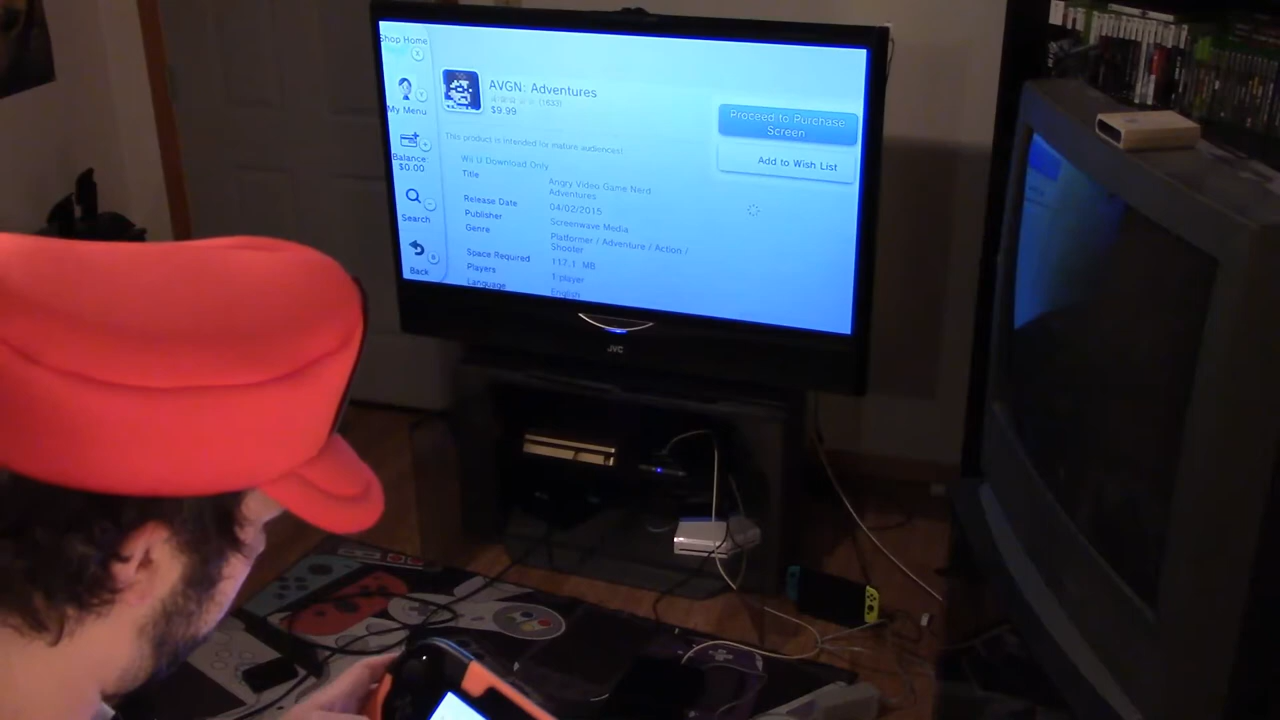 Shop Home
X
My Menu
Y
Balance:
$0.00
Search
Back
B
AVGN: Adventures
(1633)
$9.99
Proceed to Purchase
Screen
Add to Wish List
This product is intended for mature audiences!
Wii U Download Only
Title
Angry Video Game Nerd
Adventures
Release Date
04/02/2015
Publisher
Screenwave Media
Genre
Platformer / Adventure / Action /
Shooter
Space Required
117.1 MB
Players
1 player
Language
English
JVC